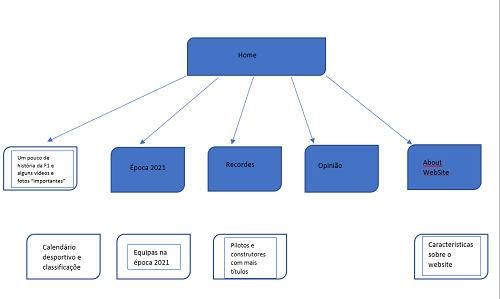 Home
Um pouco de
história da F1 e
alguns vídeos e
fotos "importantes"
Época 2021
Recordes
Opinião
About
WebSite
Calendário
desportivo e
classificaçõe
Equipas na
época 2021
Pilotos e
construtores
com mais
títulos
Características
sobre o
website